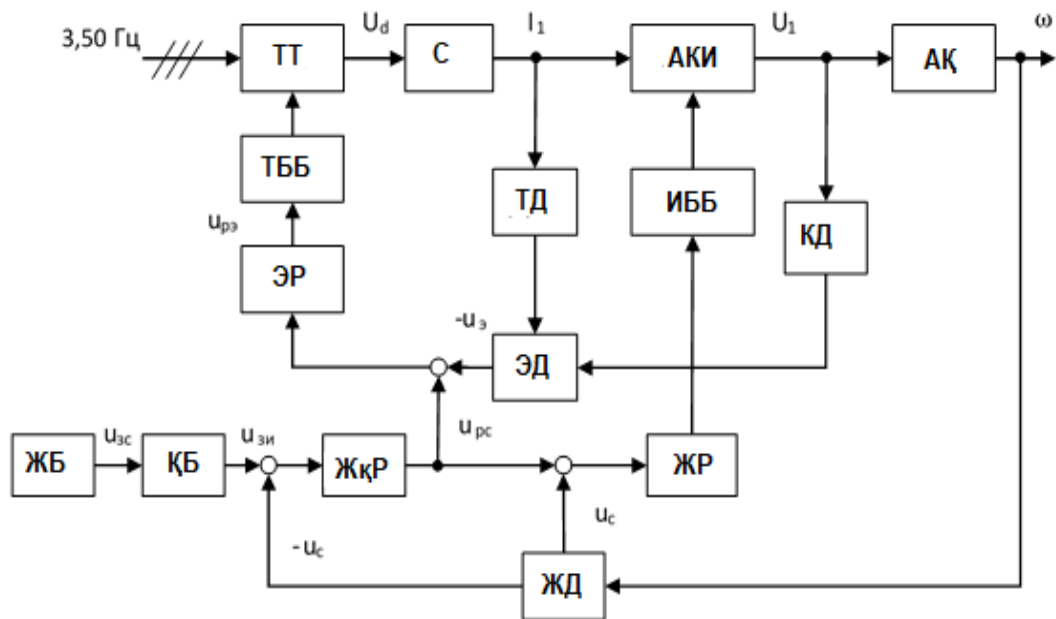 3,50 Гц
U_d
I_1
U_1
ω
ТТ
С
АКИ
АҚ
ТББ
ТД
ИББ
КД
u_рэ
ЭР
-u_э
ЭД
u_зс
u_зи
u_рс
ЖБ
ҚБ
ЖқР
ЖР
-u_с
u_с
ЖД